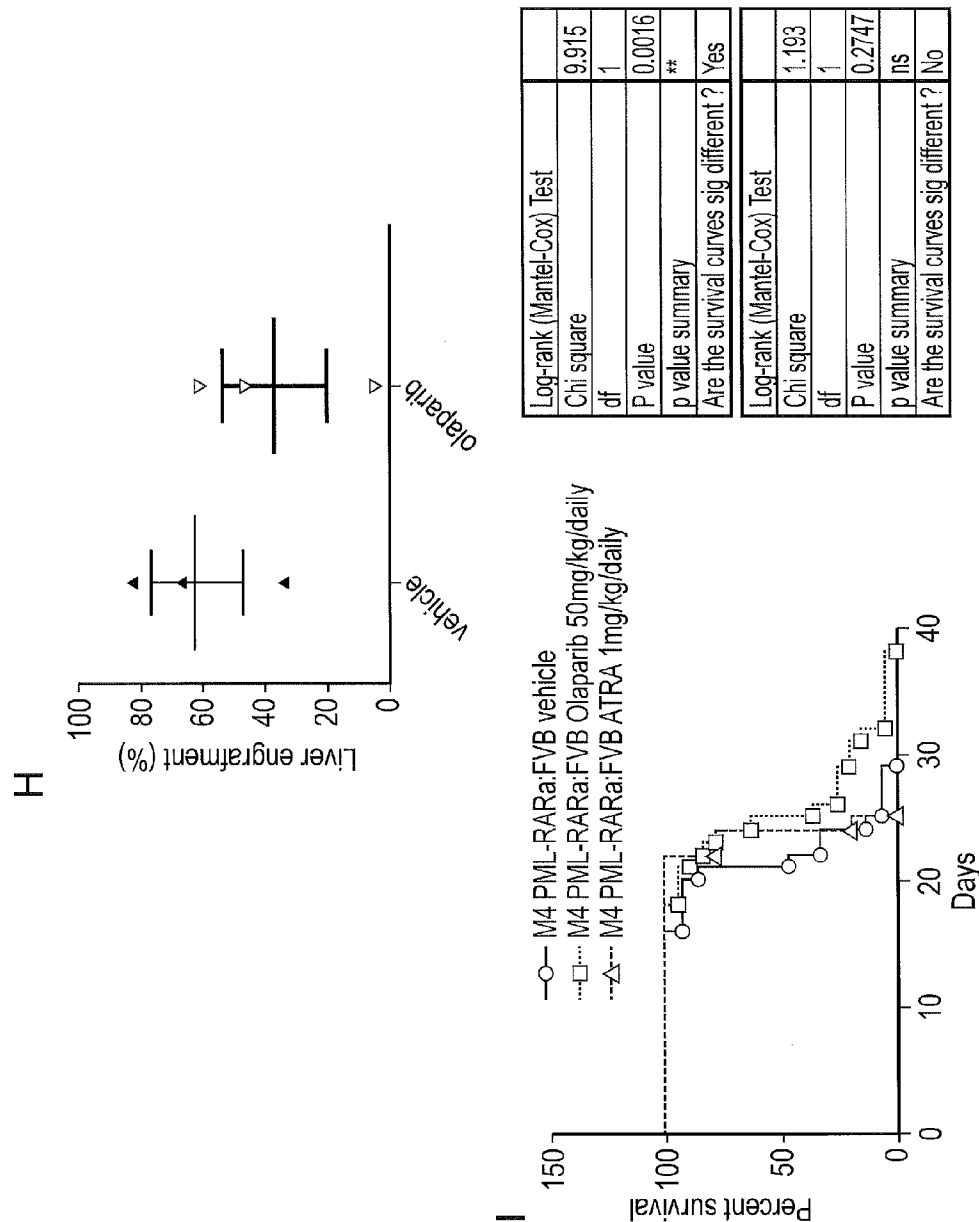 H
100
80
60
40
20
0
Liver engrafment (%)
vehicle
olaparib
I
M4 PML-RARa:FVB vehicle
M4 PML-RARa:FVB Olaparib 50mg/kg/daily
M4 PML-RARa:FVB ATRA 1mg/kg/daily
150
100
50
0
Percent survival
0 10 20 30 40
Days
Log-rank (Mantel-Cox) Test
Chi square 9.915
df 1
P value 0.0016
p value summary **
Are the survival curves sig different ? Yes
Log-rank (Mantel-Cox) Test
Chi square 1.193
df 1
P value 0.2747
p value summary ns
Are the survival curves sig different ? No